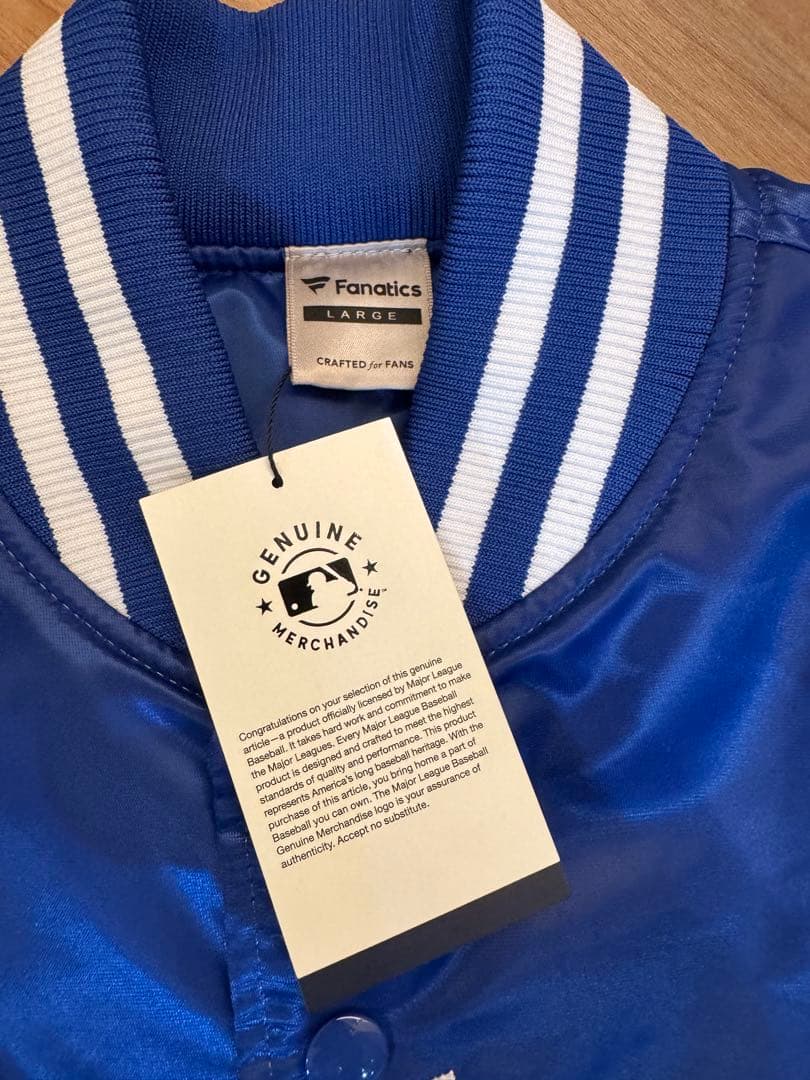 Fanatics
LARGE
CRAFTED for FANS
GENUINE
MERCHANDISE™
Congratulations on your selection of this genuine
article—a product officially licensed by Major League
Baseball. It takes hard work and commitment to make
the Major Leagues. Every Major League Baseball
product is designed and crafted to meet the highest
standards of quality and performance. This product
represents America's long baseball heritage. With the
purchase of this article, you bring home a part of
Baseball you can own. The Major League Baseball
Genuine Merchandise logo is your assurance of
authenticity. Accept no substitute.